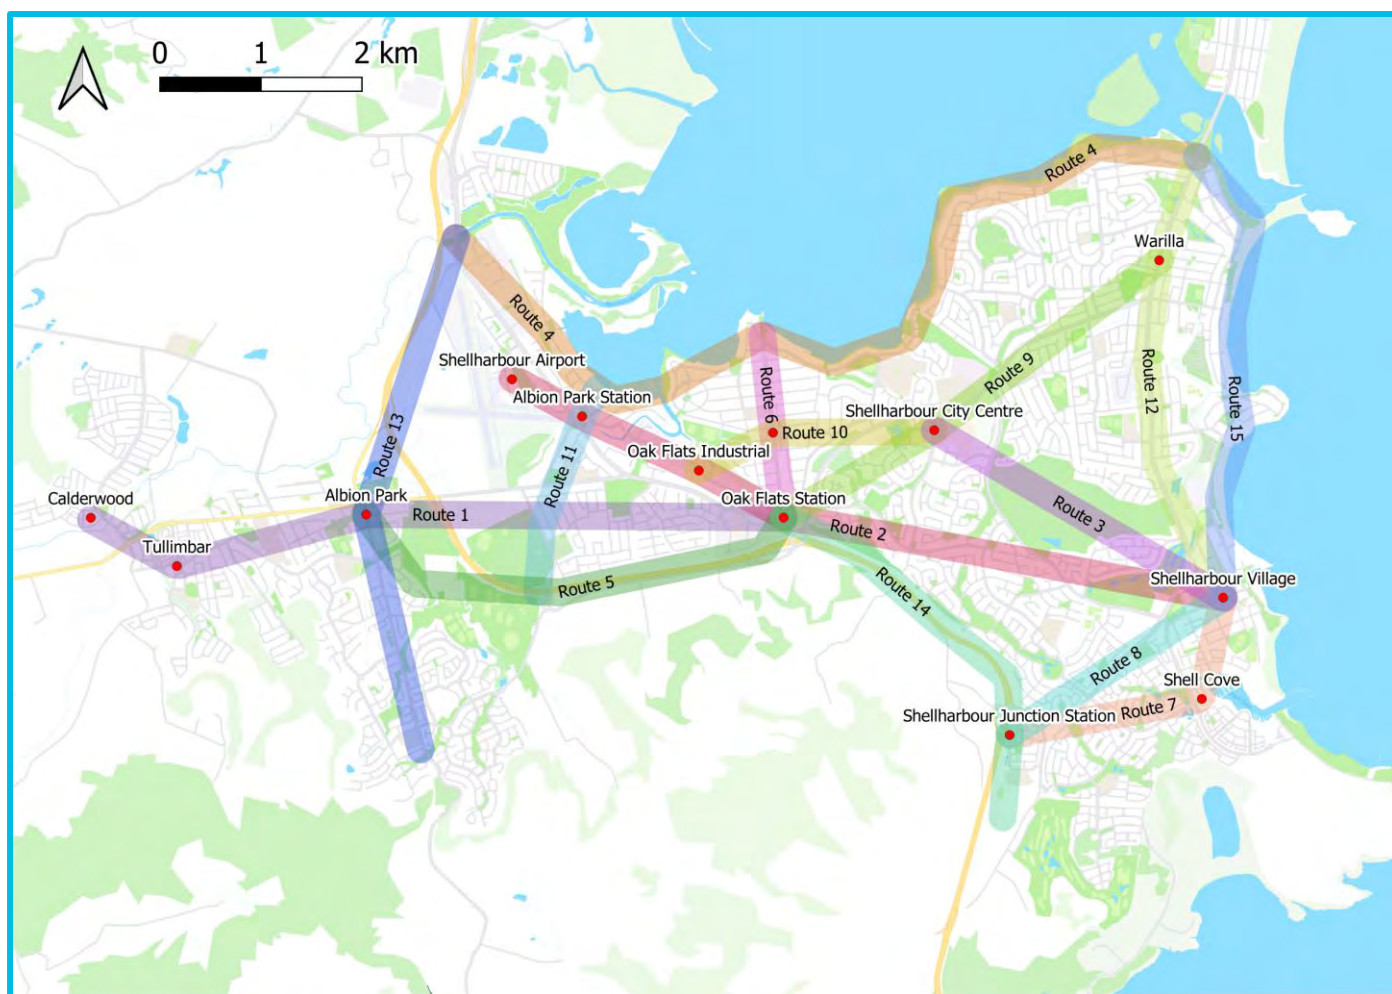 0 1 2 km
Route 4
Warilla
Route 4
Shellharbour Airport
Albion Park Station
Route 6
Route 9
Route 12
Route 15
Shellharbour City Centre
Route 10
Route 13
Oak Flats Industrial
Route 11
Calderwood
Albion Park
Oak Flats Station
Route 1
Route 2
Route 3
Tullimbar
Route 5
Route 14
Shellharbour Village
Route 8
Shell Cove
Shellharbour Junction Station
Route 7